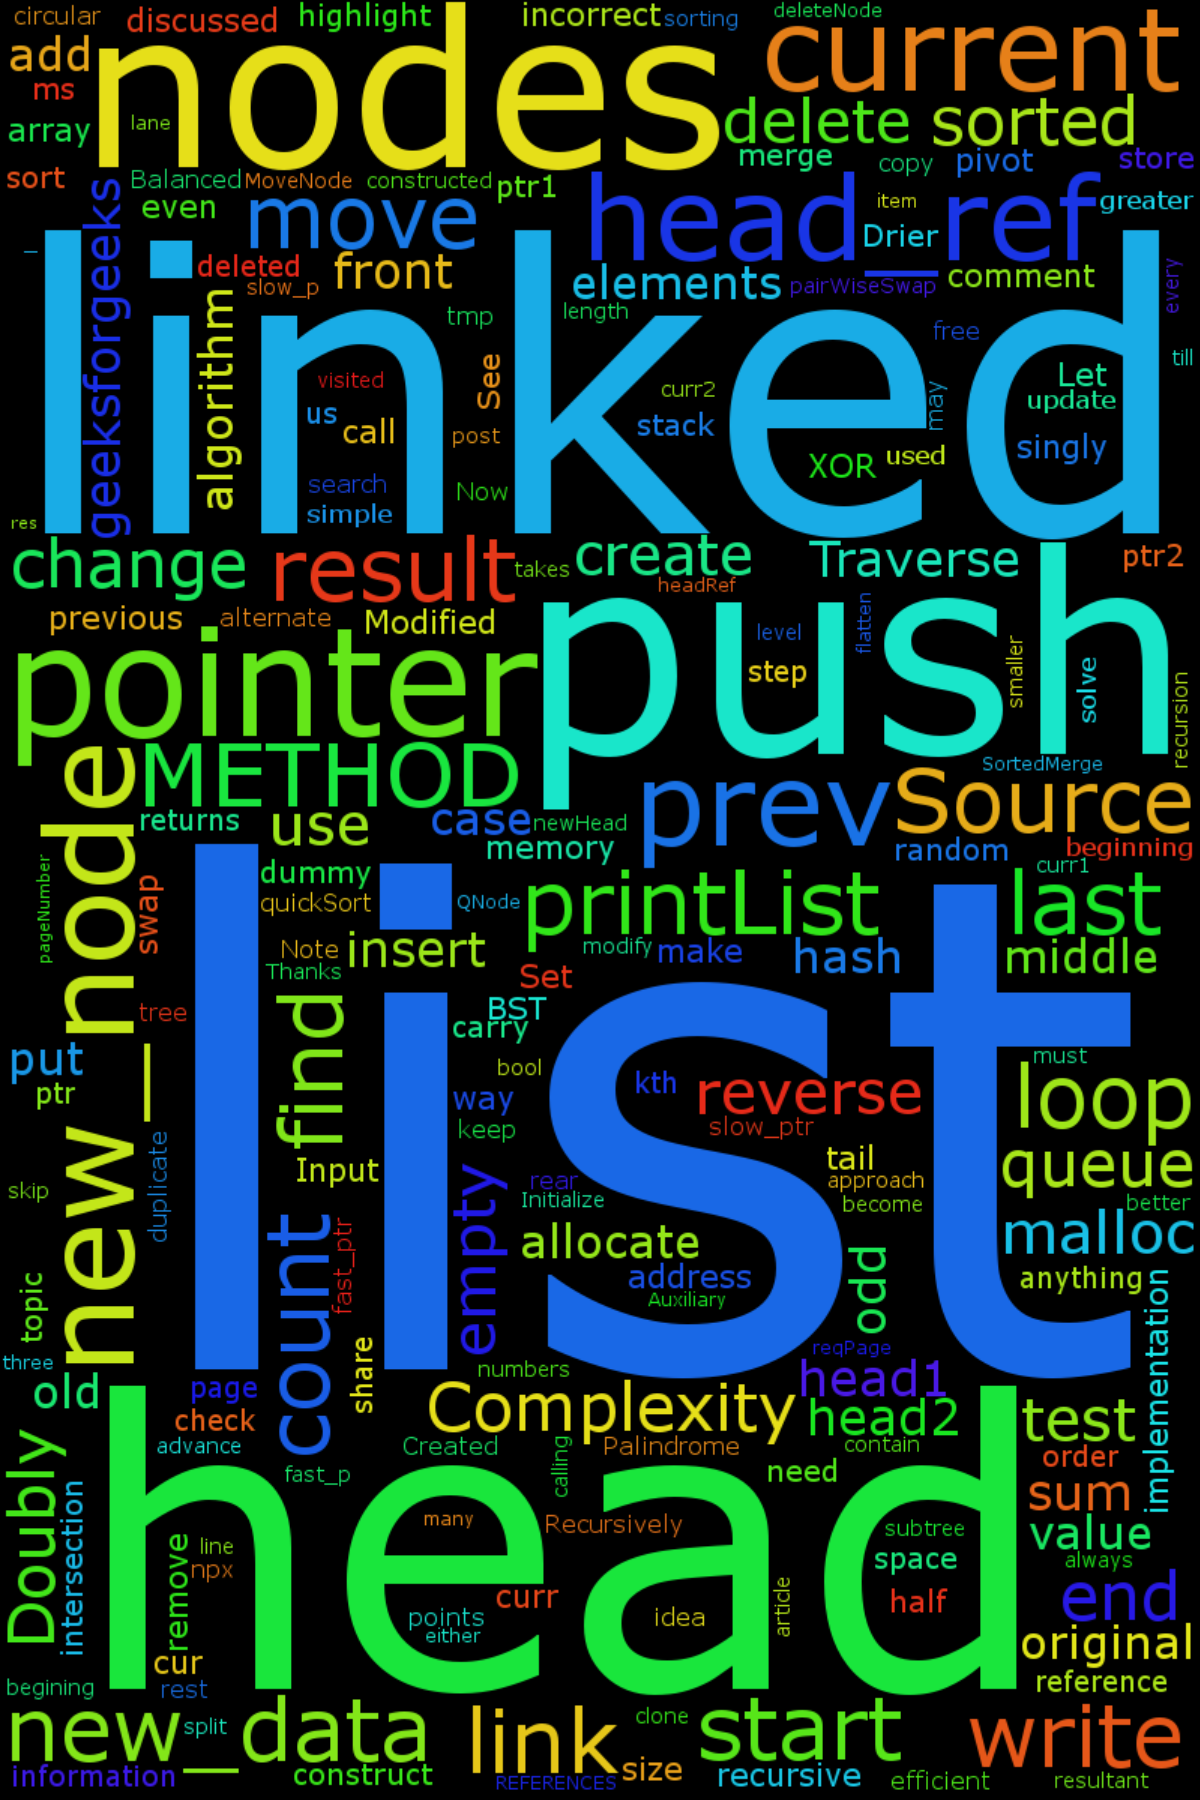 circular discussed highlight incorrect sorting deleteNode
add nodes current
ms
array lane delete sorted
sort Balanced MoveNode constructed ptr1 merge copy pivot store
even move head_ref item greater
geeksforgeeks Drier
_ linked deleted front elements pairWiseSwap comment every
slow_p
algorithm tmp length free till
visited See curr2 may Let
us call post stack update
XOR used singly
search Now
res simple
change result takes create Traverse ptr2
headRef
previous alternate Modified push level flatten
pointer step smaller solve recursion
new_node METHOD prev Source SortedMerge
returns use case newHead
memory random beginning
pageNumber swap dummy printList curr1 last
quickSort QNode
Note insert modify make hash middle
Thanks Set
list find BST
tree carry
put bool must
ptr way kth reverse loop
duplicate keep slow_ptr
Input tail queue
skip empty rear approach
Initialize become better
count fast_ptr allocate odd malloc
topic address anything
Auxiliary implementation
three share numbers reqPage
old page Complexity head1
check head2 test
Doubly advance Created calling Palindrome contain order
head fast_p need
intersection many Recursively sum
remove line subtree value
npx space always
curr article half end
points idea
either original
cur
begining rest reference
new_data split link clone start write
information construct REFERENCES size recursive efficient resultant